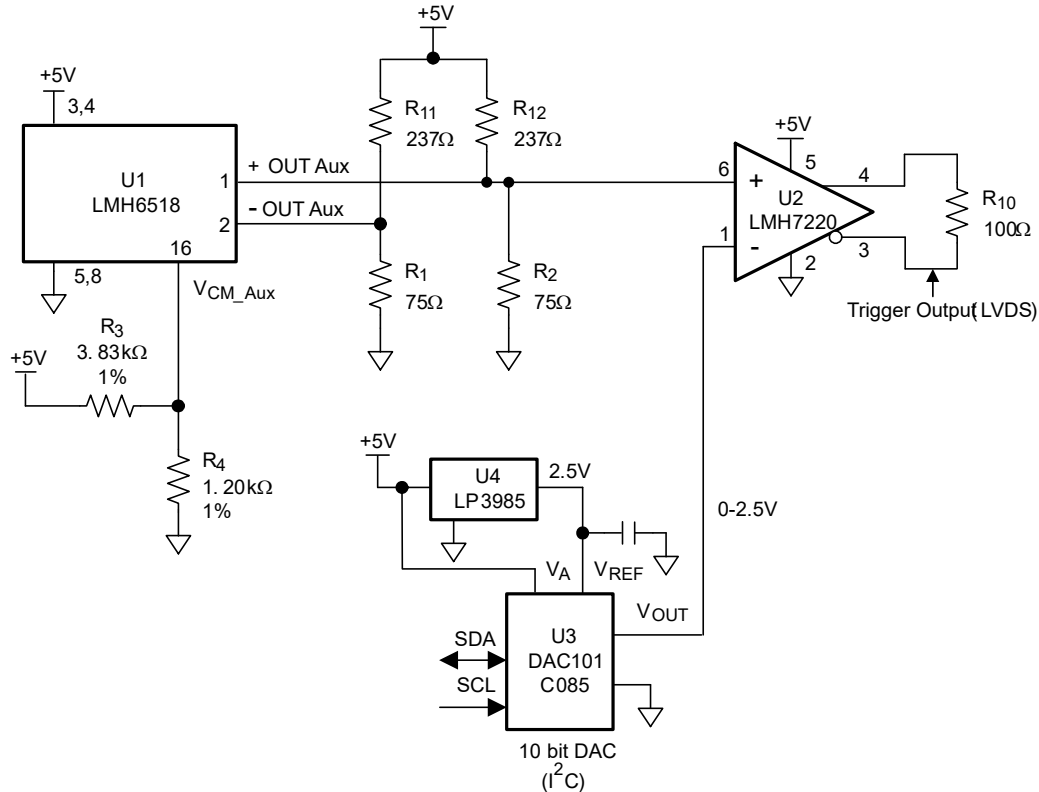 +5V
+5V
3,4
R11
237Ω
R12
237Ω
+5V
U1
LMH6518
1
+ OUT Aux
2
- OUT Aux
16
5,8
VCM_Aux
R1
75Ω
R2
75Ω
6
+
5
U2
LMH7220
4
1
-
3
2
R10
100Ω
Trigger Output(LVDS)
R3
3. 83kΩ
1%
+5V
R4
1. 20kΩ
1%
+5V
U4
LP3985
2.5V
0-2.5V
VA
VREF
VOUT
U3
DAC101
C085
SDA
SCL
10 bit DAC
(I2C)